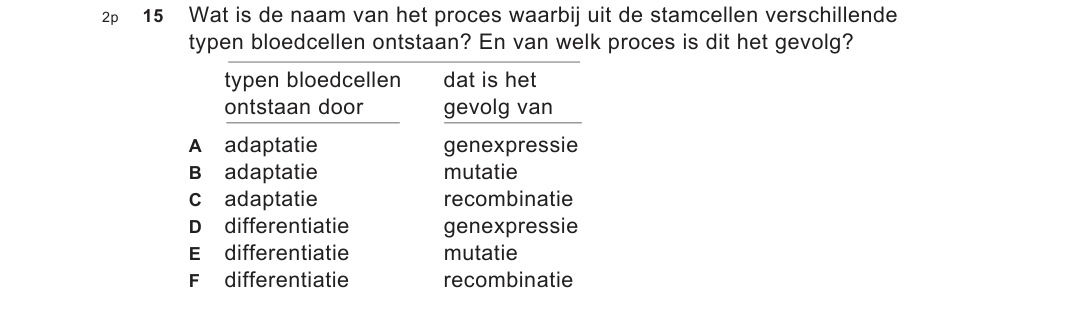 2p 15 Wat is de naam van het proces waarbij uit de stamcellen verschillende
typen bloedcellen ontstaan? En van welk proces is dit het gevolg?
typen bloedcellen dat is het
ontstaan door gevolg van
A adaptatie genexpressie
B adaptatie mutatie
C adaptatie recombinatie
D differentiatie genexpressie
E differentiatie mutatie
F differentiatie recombinatie